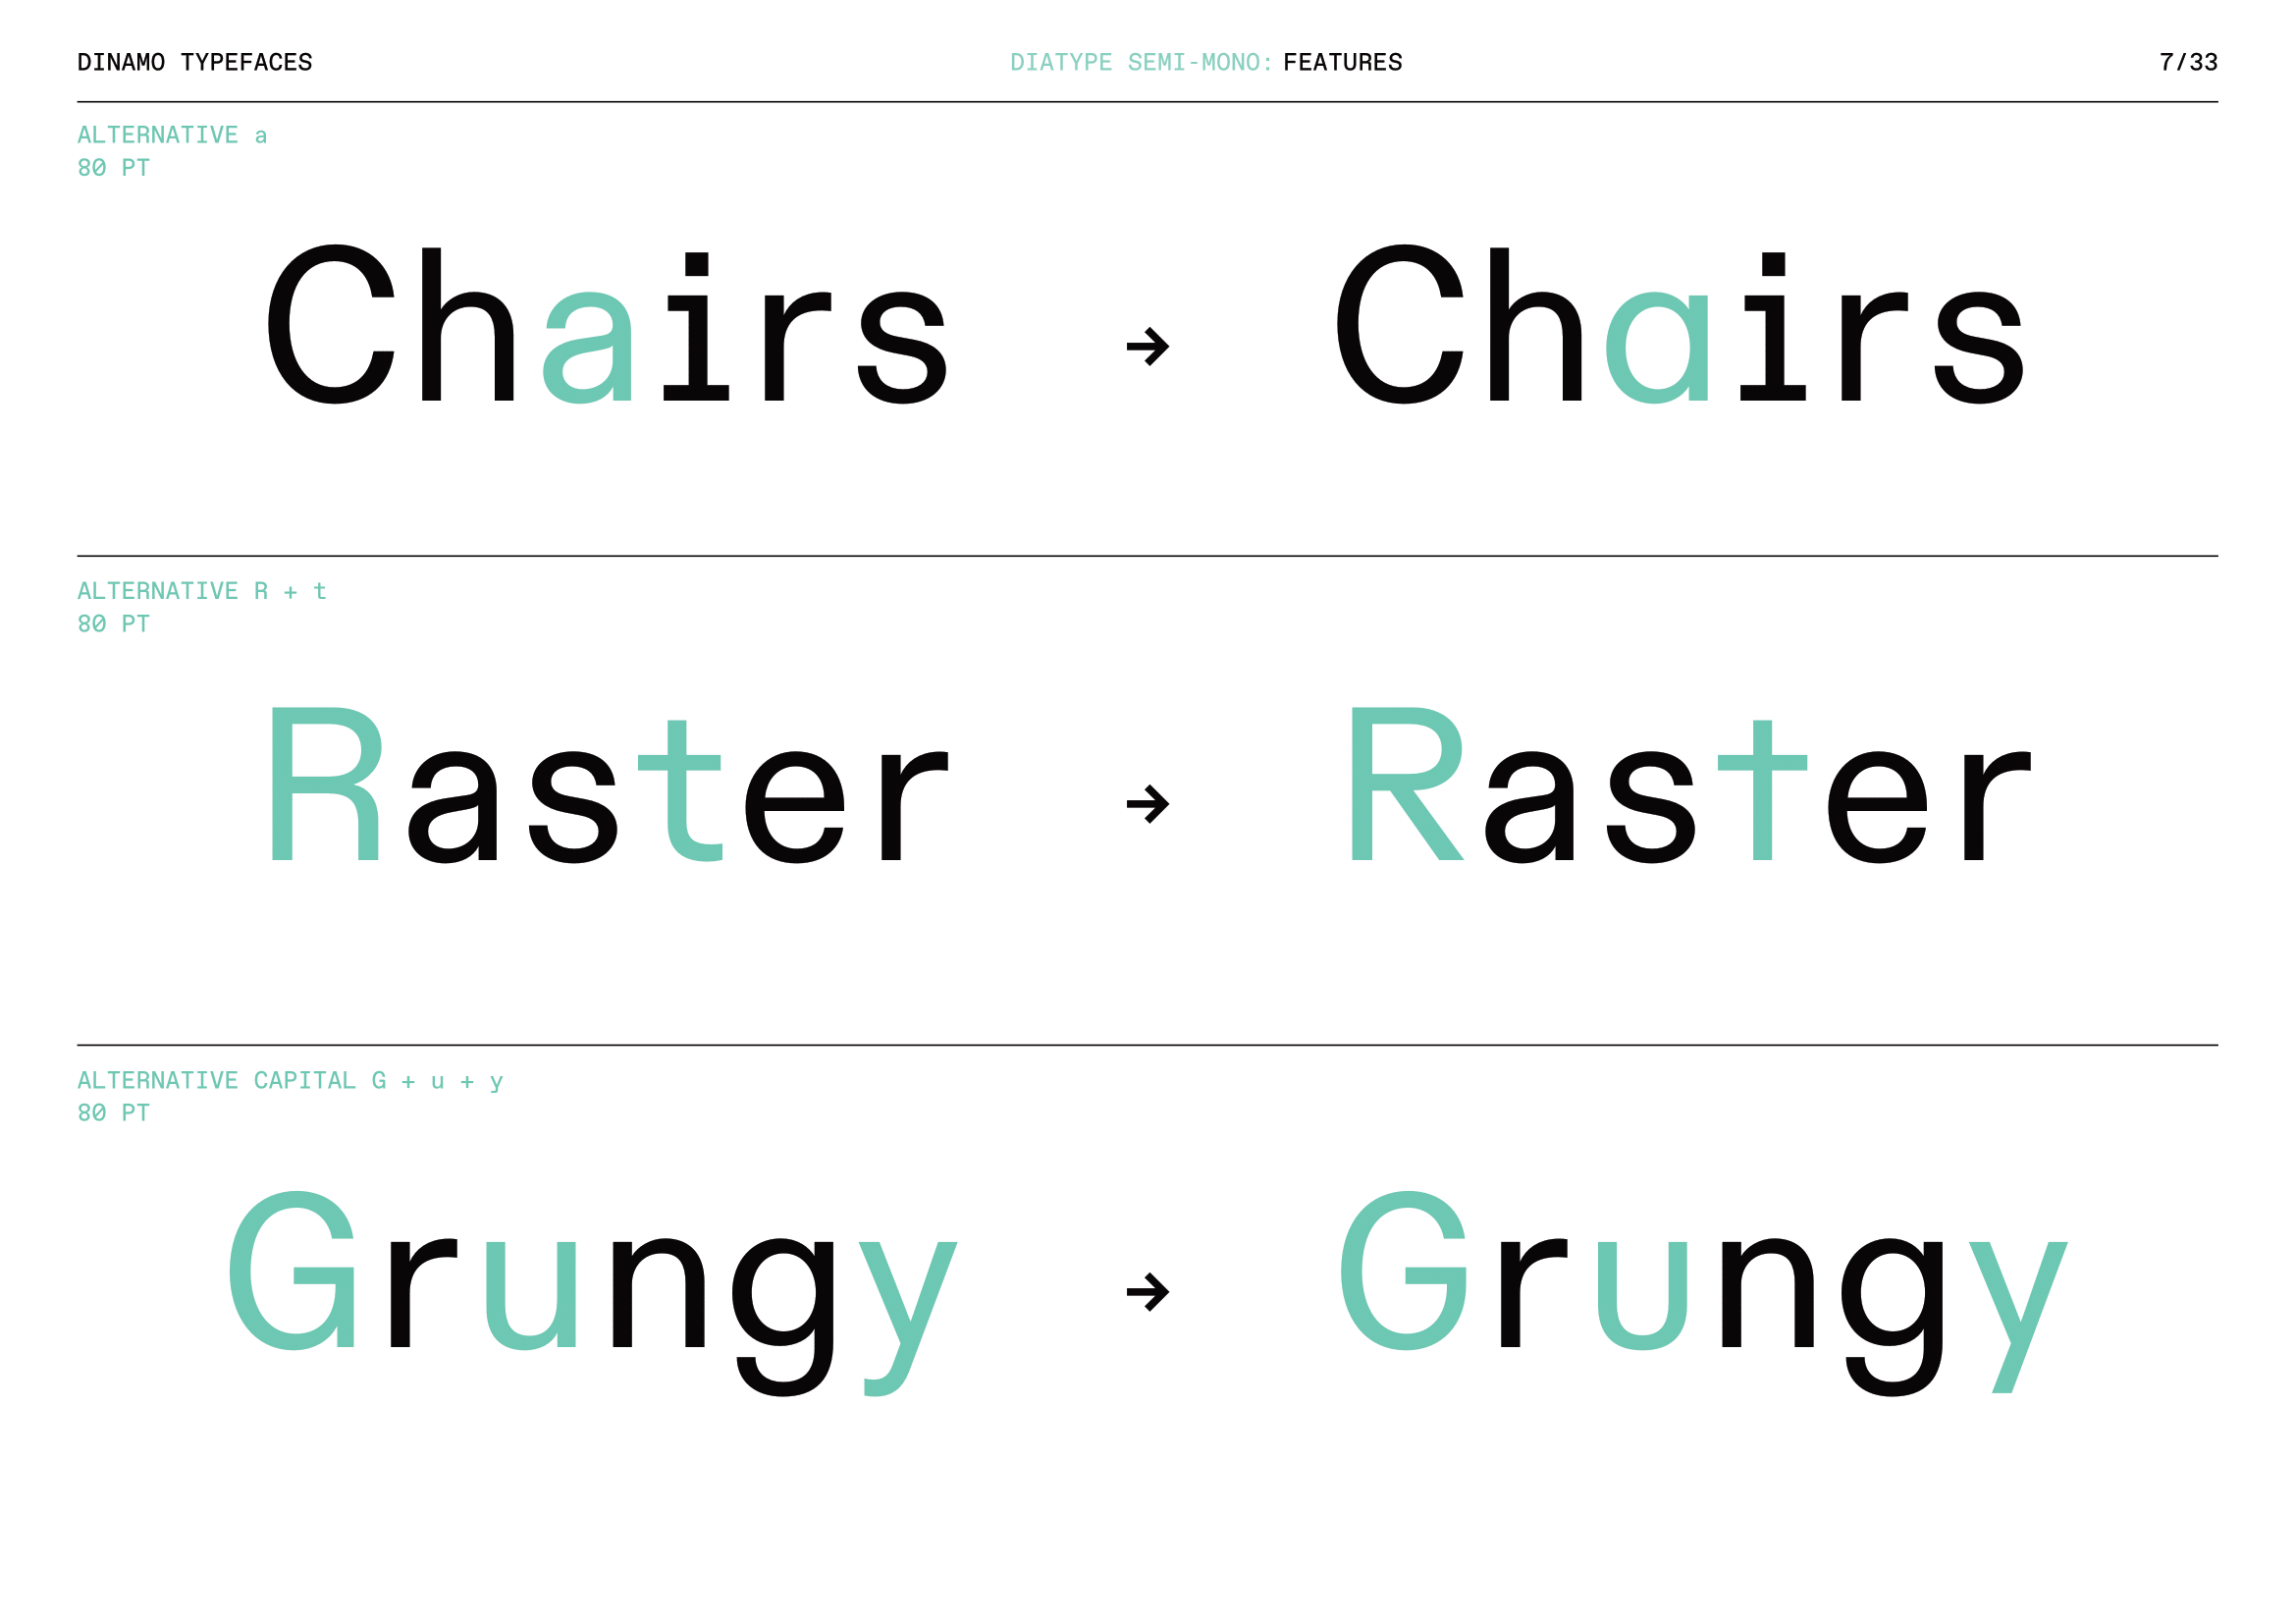 DINAMO TYPEFACES DIATYPE SEMI-MONO: FEATURES 7/33
ALTERNATIVE a
80 PT
Chairs → Chairs
ALTERNATIVE R + t
80 PT
Raster → Raster
ALTERNATIVE CAPITAL G + u + y
80 PT
Grungy → Grungy